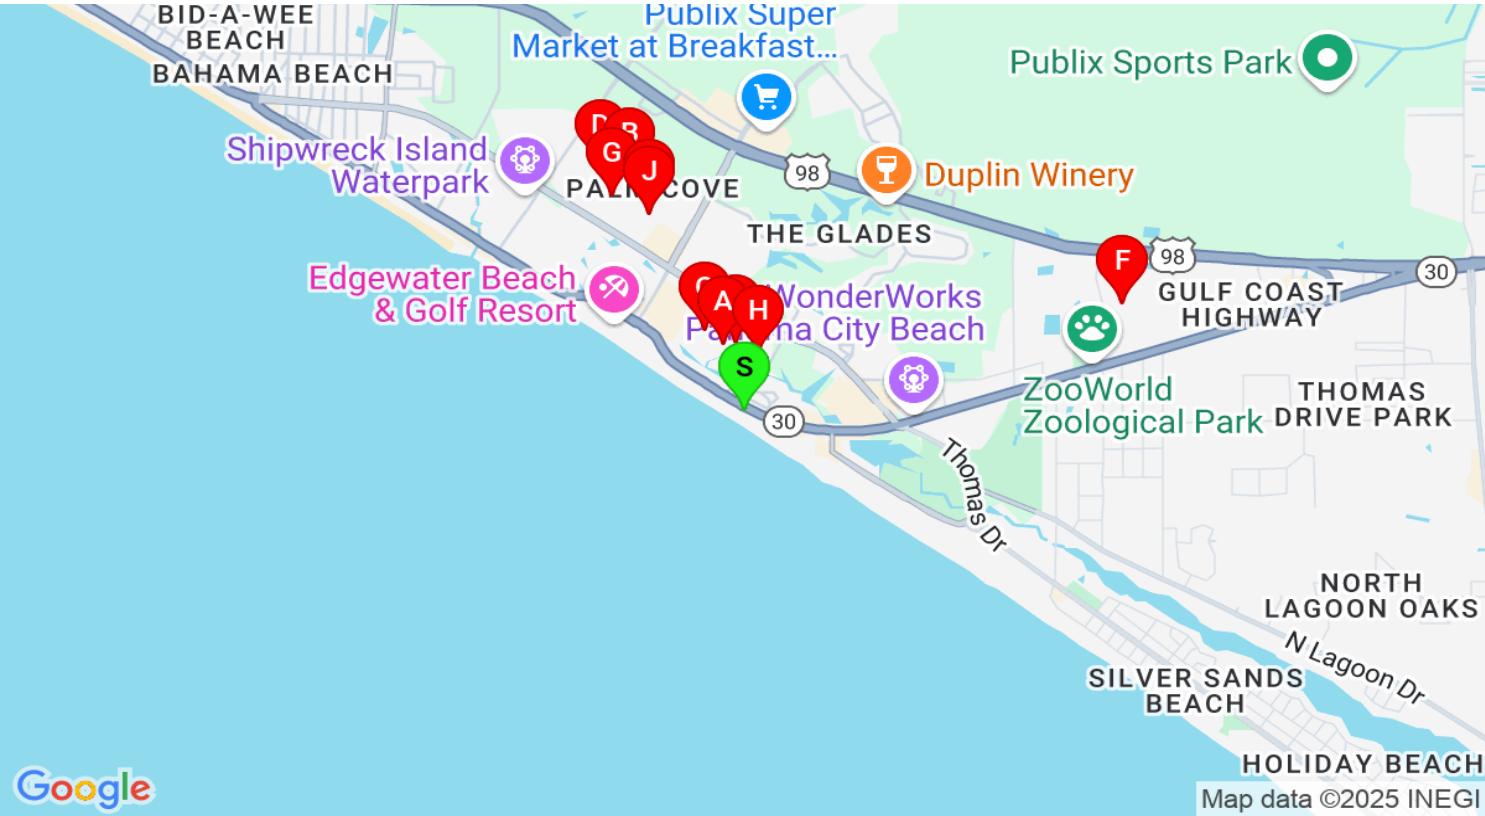 BID-A-WEE
BEACH
BAHAMA BEACH
Publix Super
Market at Breakfast...
Publix Sports Park
Shipwreck Island
Waterpark
D
B
G
J
98
Duplin Winery
THE GLADES
Edgewater Beach
& Golf Resort
A
H
WonderWorks
City Beach
F
98
30
GULF COAST
HIGHWAY
S
30
ZooWorld
Zoological Park
THOMAS
DRIVE PARK
Thomas Dr
NORTH
LAGOON OAKS
N Lagoon Dr
SILVER SANDS
BEACH
HOLIDAY BEACH
Google
Map data ©2025 INEGI